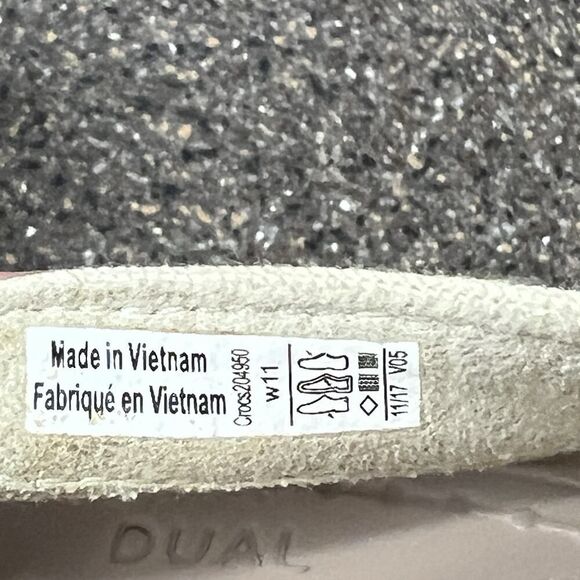 Made in Vietnam
Fabriqué en Vietnam
Crocs204950
w11
11/17 V05
DUAL